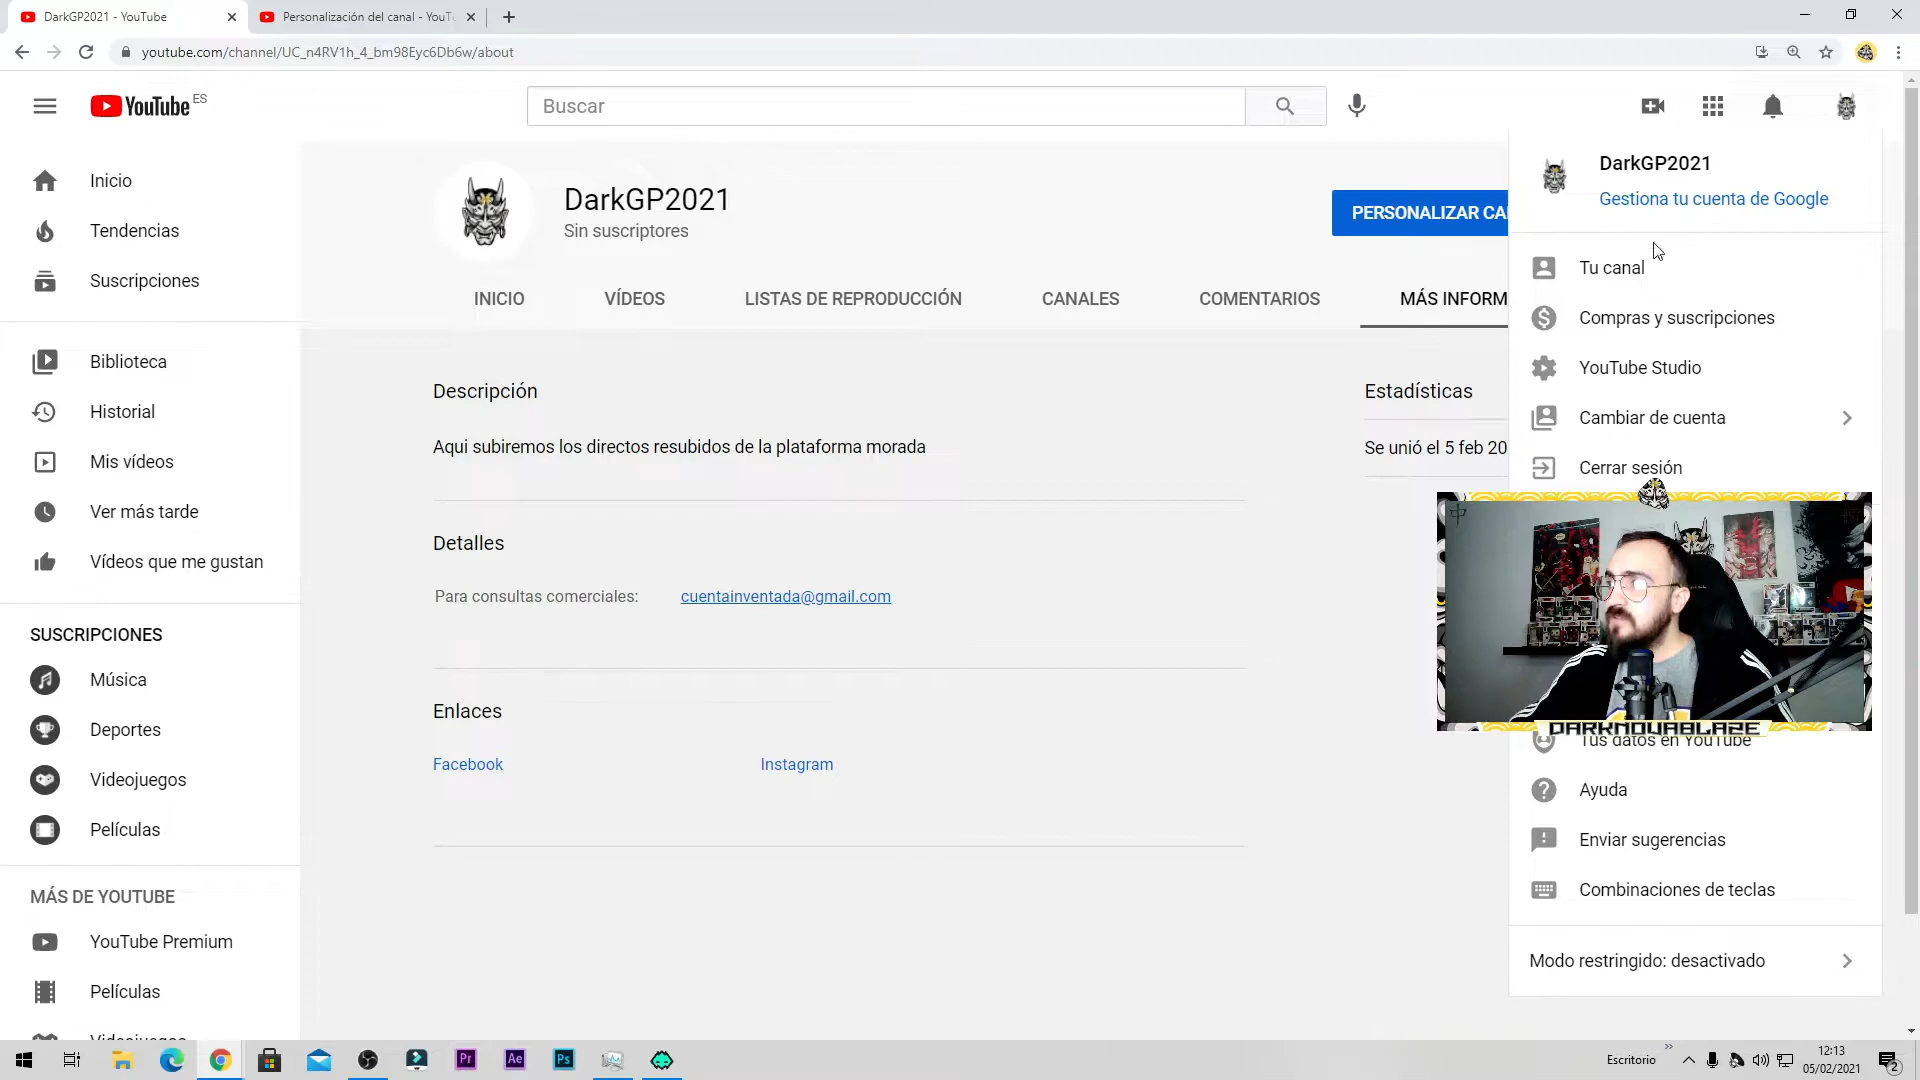 DarkGP2021 - YouTube
Personalización del canal - YouT
youtube.com/channel/UC_n4RV1h_4_bm98Eyc6Db6w/about
YouTube ES
Buscar
Inicio
Tendencias
Suscripciones
Biblioteca
Historial
Mis vídeos
Ver más tarde
Vídeos que me gustan
SUSCRIPCIONES
Música
Deportes
Videojuegos
Películas
MÁS DE YOUTUBE
YouTube Premium
Películas
Videojuegos
DarkGP2021
Sin suscriptores
PERSONALIZAR CA
INICIO
VÍDEOS
LISTAS DE REPRODUCCIÓN
CANALES
COMENTARIOS
MÁS INFORM
Descripción
Aqui subiremos los directos resubidos de la plataforma morada
Detalles
Para consultas comerciales:
cuentainventada@gmail.com
Enlaces
Facebook
Instagram
Estadísticas
Se unió el 5 feb 20
DarkGP2021
Gestiona tu cuenta de Google
Tu canal
Compras y suscripciones
YouTube Studio
Cambiar de cuenta
Cerrar sesión
中
DARKNOVABLAZE
Tus datos en YouTube
Ayuda
Enviar sugerencias
Combinaciones de teclas
Modo restringido: desactivado
Pr
Ae
Ps
Escritorio
12:13
05/02/2021
2